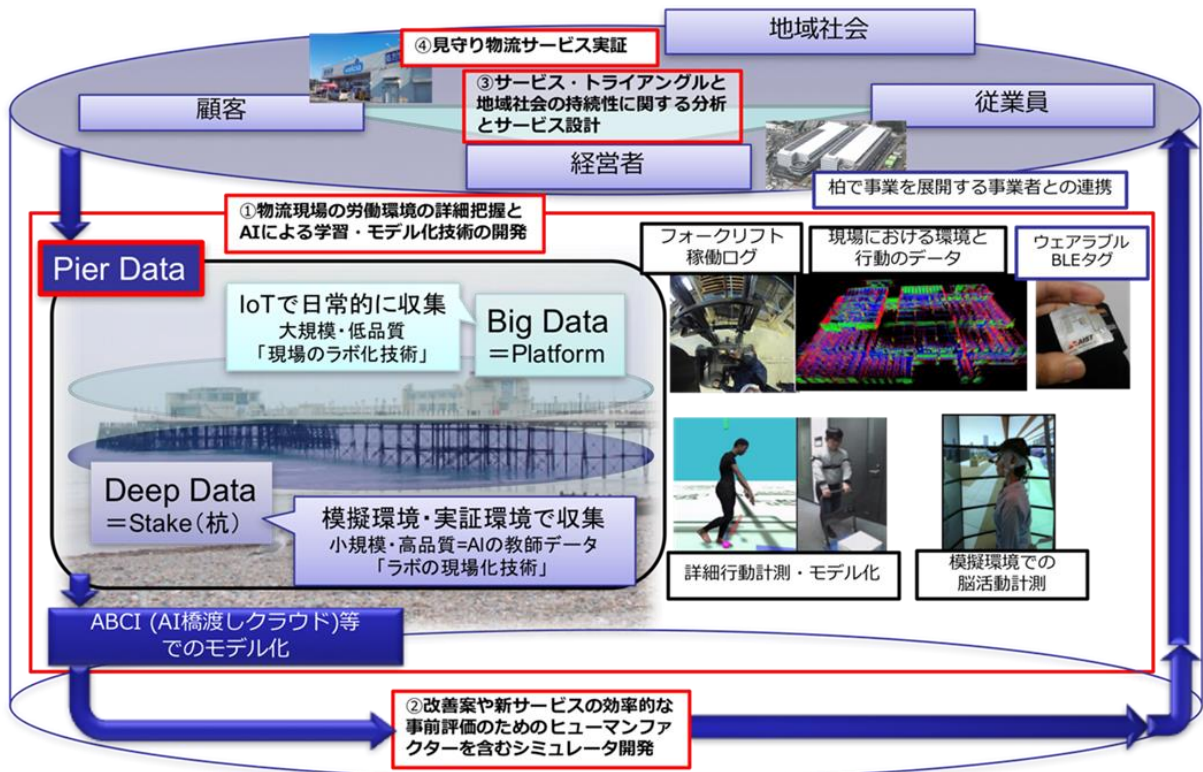 地域社会
④見守り物流サービス実証
③サービス・トライアングルと
地域社会の持続性に関する分析
とサービス設計
顧客
従業員
経営者
柏で事業を展開する事業者との連携
①物流現場の労働環境の詳細把握と
AIによる学習・モデル化技術の開発
Pier Data
IoTで日常的に収集
大規模・低品質
「現場のラボ化技術」
Big Data
＝Platform
Deep Data
＝Stake（杭）
模擬環境・実証環境で収集
小規模・高品質=AIの教師データ
「ラボの現場化技術」
フォークリフト
稼働ログ
現場における環境と
行動のデータ
ウェアラブル
BLEタグ
AIST
詳細行動計測・モデル化
模擬環境での
脳活動計測
ABCI (AI橋渡しクラウド)等
でのモデル化
②改善案や新サービスの効率的な
事前評価のためのヒューマンファ
クターを含むシミュレータ開発